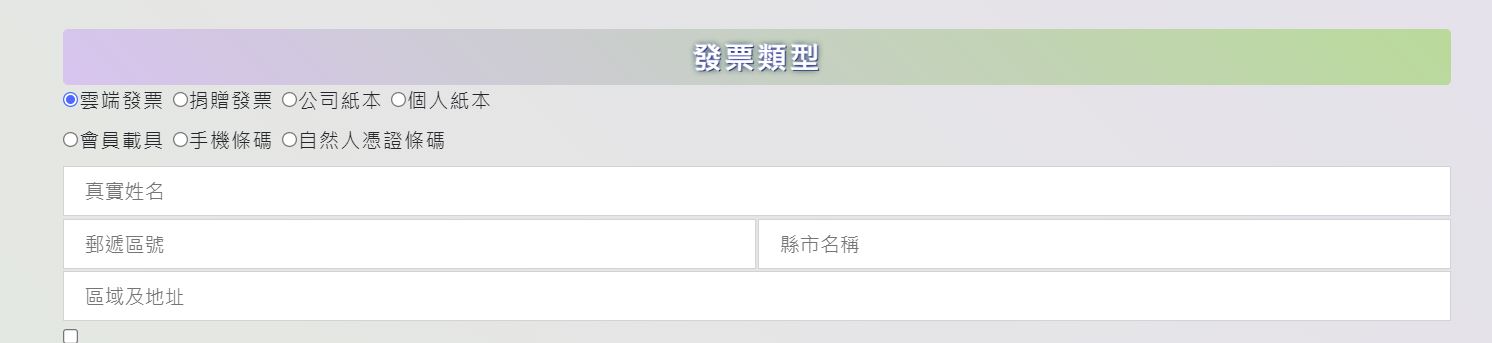 發票類型
雲端發票 捐贈發票 公司紙本 個人紙本
會員載具 手機條碼 自然人憑證條碼
真實姓名
郵遞區號 縣市名稱
區域及地址